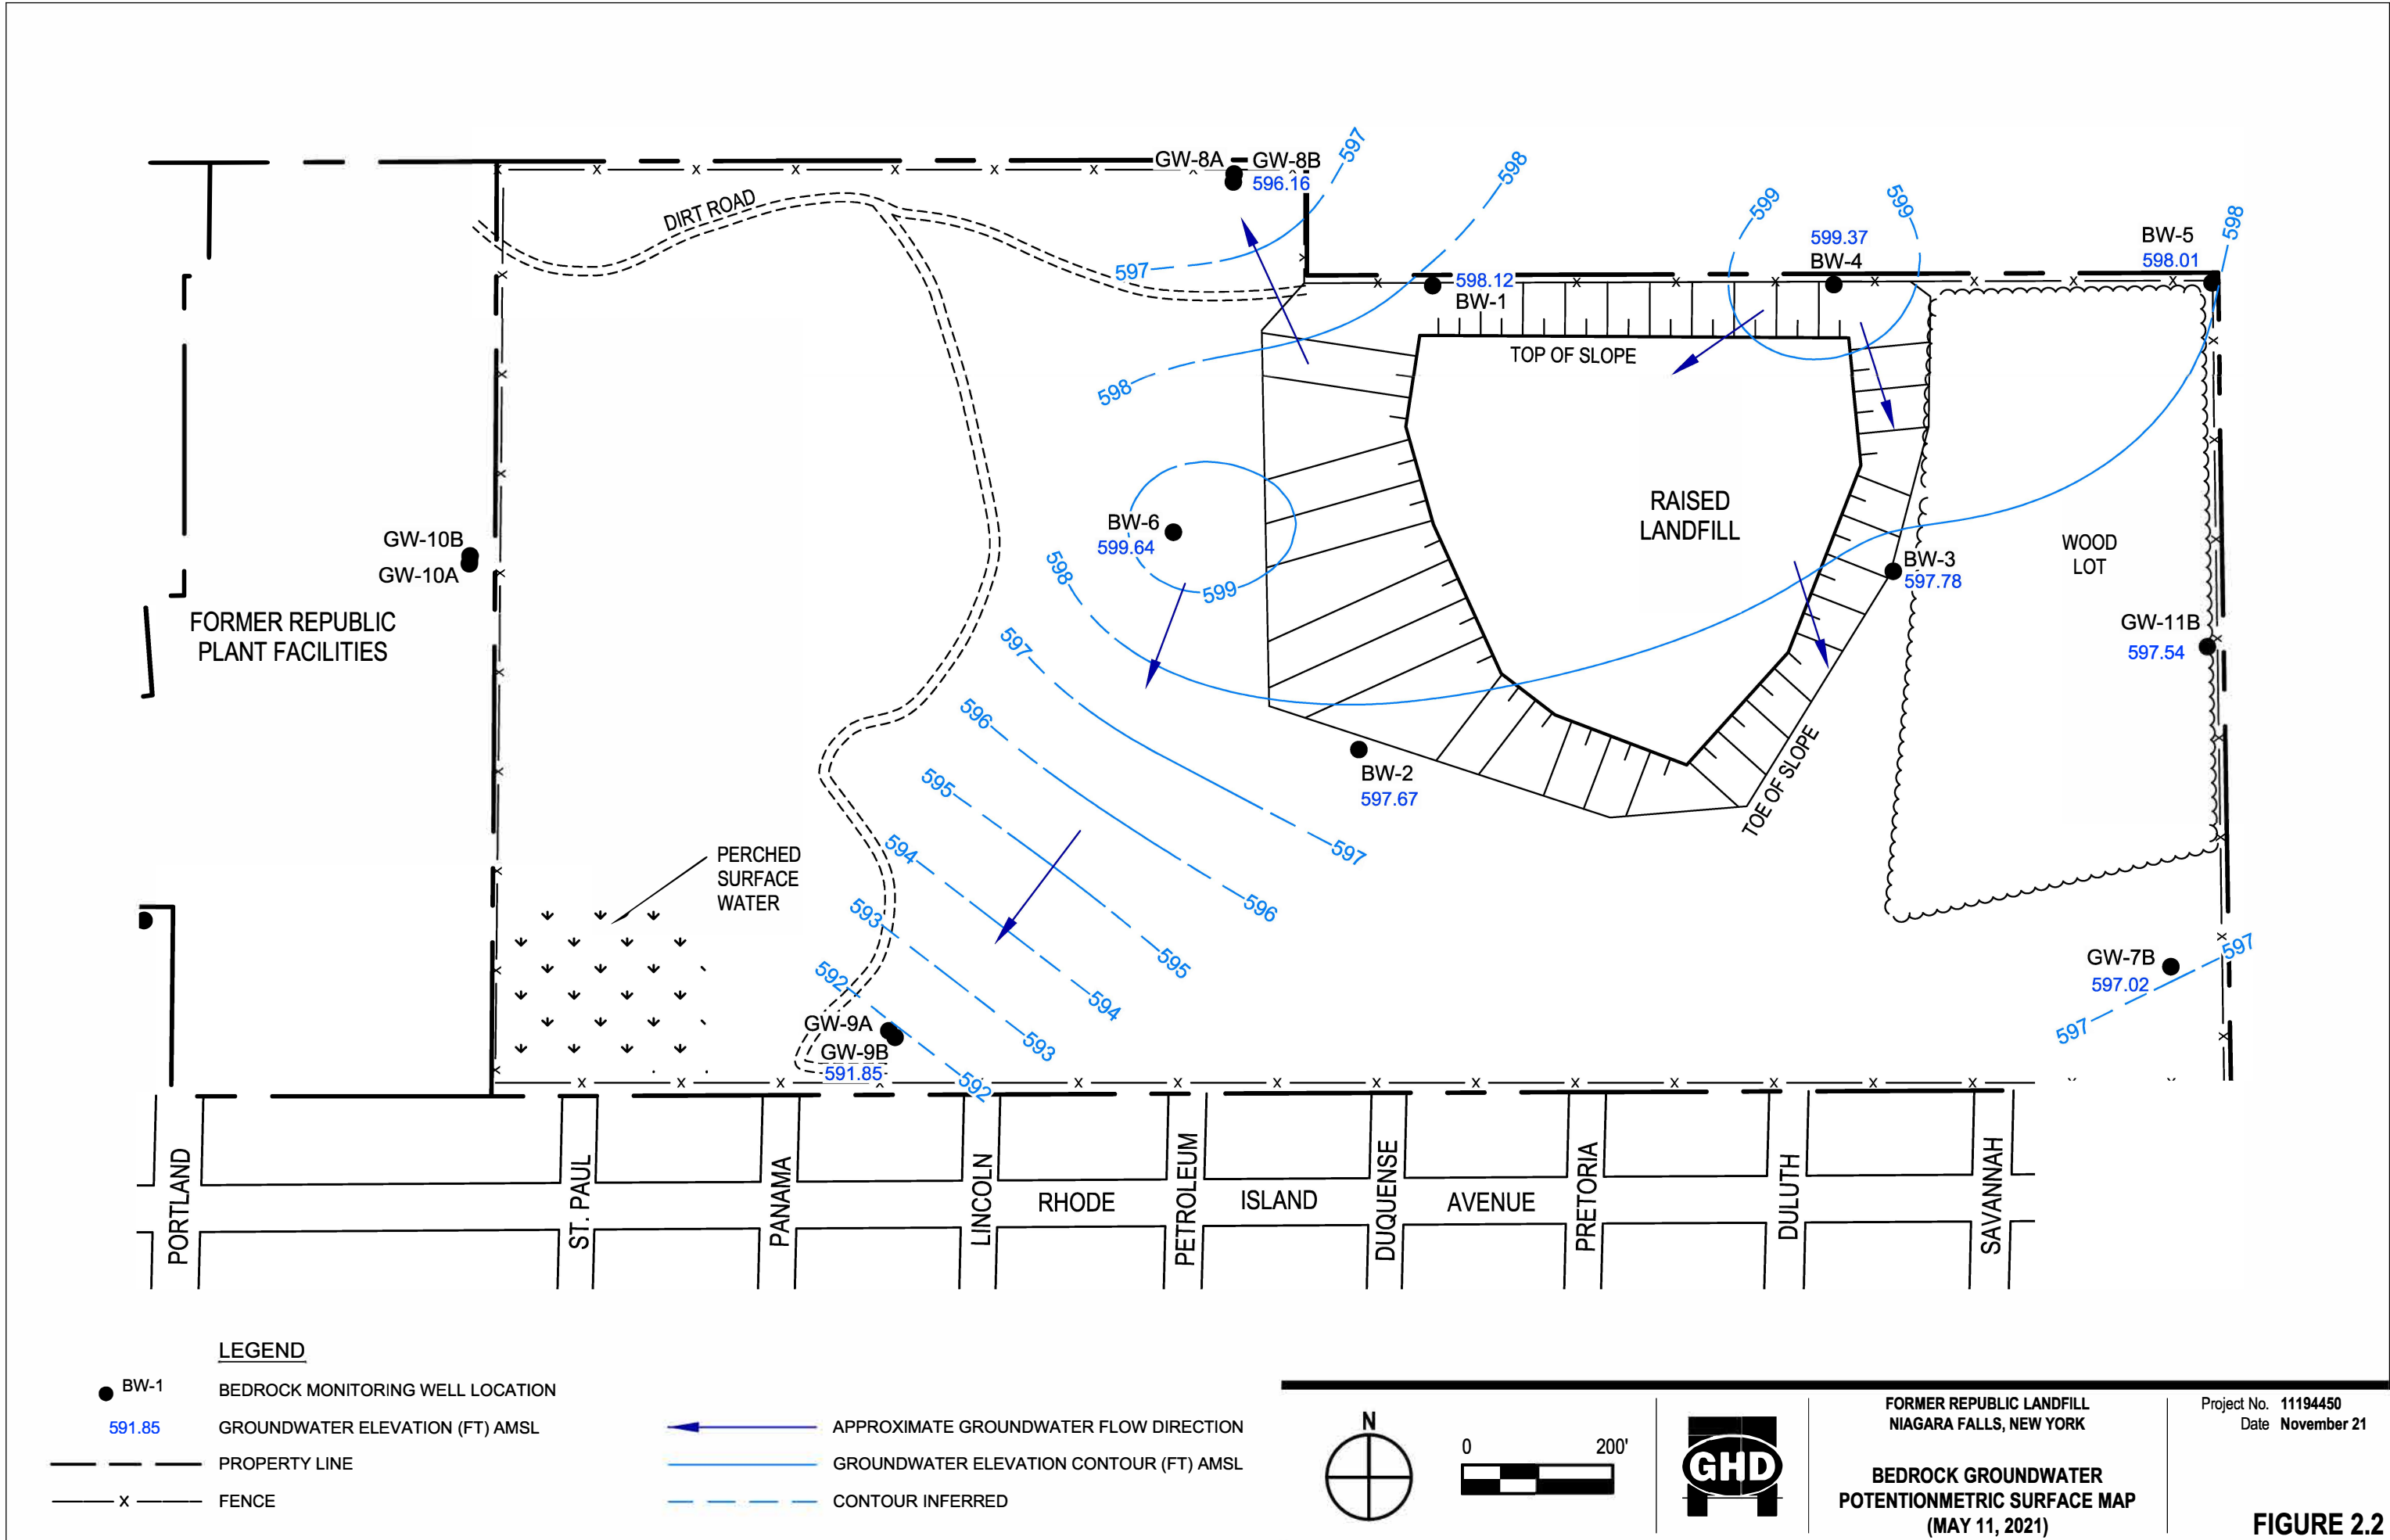 597
598
GW-8A
GW-8B
596.16
DIRT ROAD
599
599
598
599.37
BW-4
BW-5
598.01
597
598.12
BW-1
TOP OF SLOPE
598
RAISED
LANDFILL
BW-6
599.64
599
598
GW-10B
GW-10A
WOOD
LOT
BW-3
597.78
FORMER REPUBLIC
PLANT FACILITIES
GW-11B
597.54
597
596
595
594
593
592
BW-2
597.67
TOE OF SLOPE
PERCHED
SURFACE
WATER
597
596
595
594
593
592
GW-9A
GW-9B
591.85
GW-7B
597.02
597
597
PORTLAND
ST. PAUL
PANAMA
LINCOLN
RHODE
PETROLEUM
ISLAND
DUQUENSE
AVENUE
PRETORIA
DULUTH
SAVANNAH
LEGEND
BW-1 BEDROCK MONITORING WELL LOCATION
591.85 GROUNDWATER ELEVATION (FT) AMSL
PROPERTY LINE
x FENCE
APPROXIMATE GROUNDWATER FLOW DIRECTION
GROUNDWATER ELEVATION CONTOUR (FT) AMSL
CONTOUR INFERRED
N
0 200'
GHD
FORMER REPUBLIC LANDFILL
NIAGARA FALLS, NEW YORK
BEDROCK GROUNDWATER
POTENTIONMETRIC SURFACE MAP
(MAY 11, 2021)
Project No. 11194450
Date November 21
FIGURE 2.2